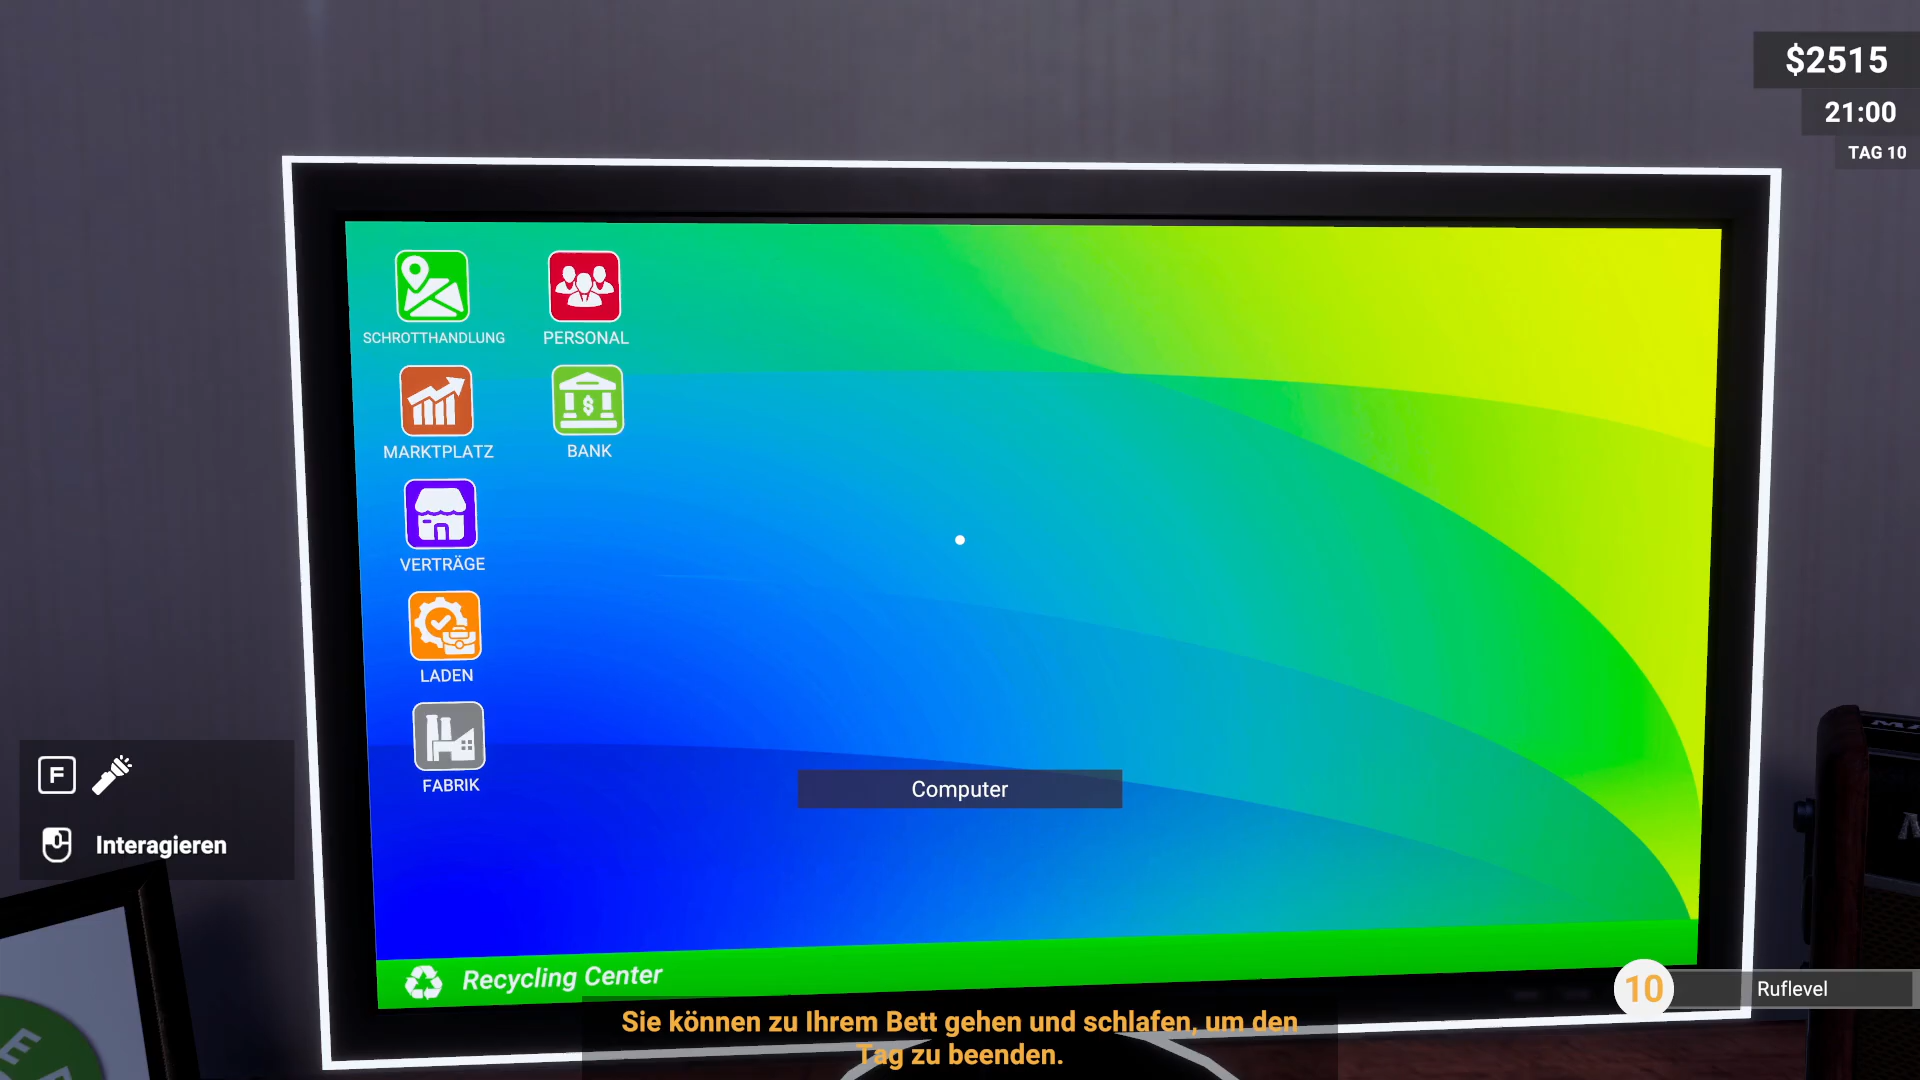 $2515
21:00
TAG 10
SCHROTTHANDLUNG
PERSONAL
MARKTPLATZ
BANK
VERTRÄGE
LADEN
FABRIK
Computer
F
Interagieren
Recycling Center
10
Ruflevel
Sie können zu Ihrem Bett gehen und schlafen, um den
Tag zu beenden.